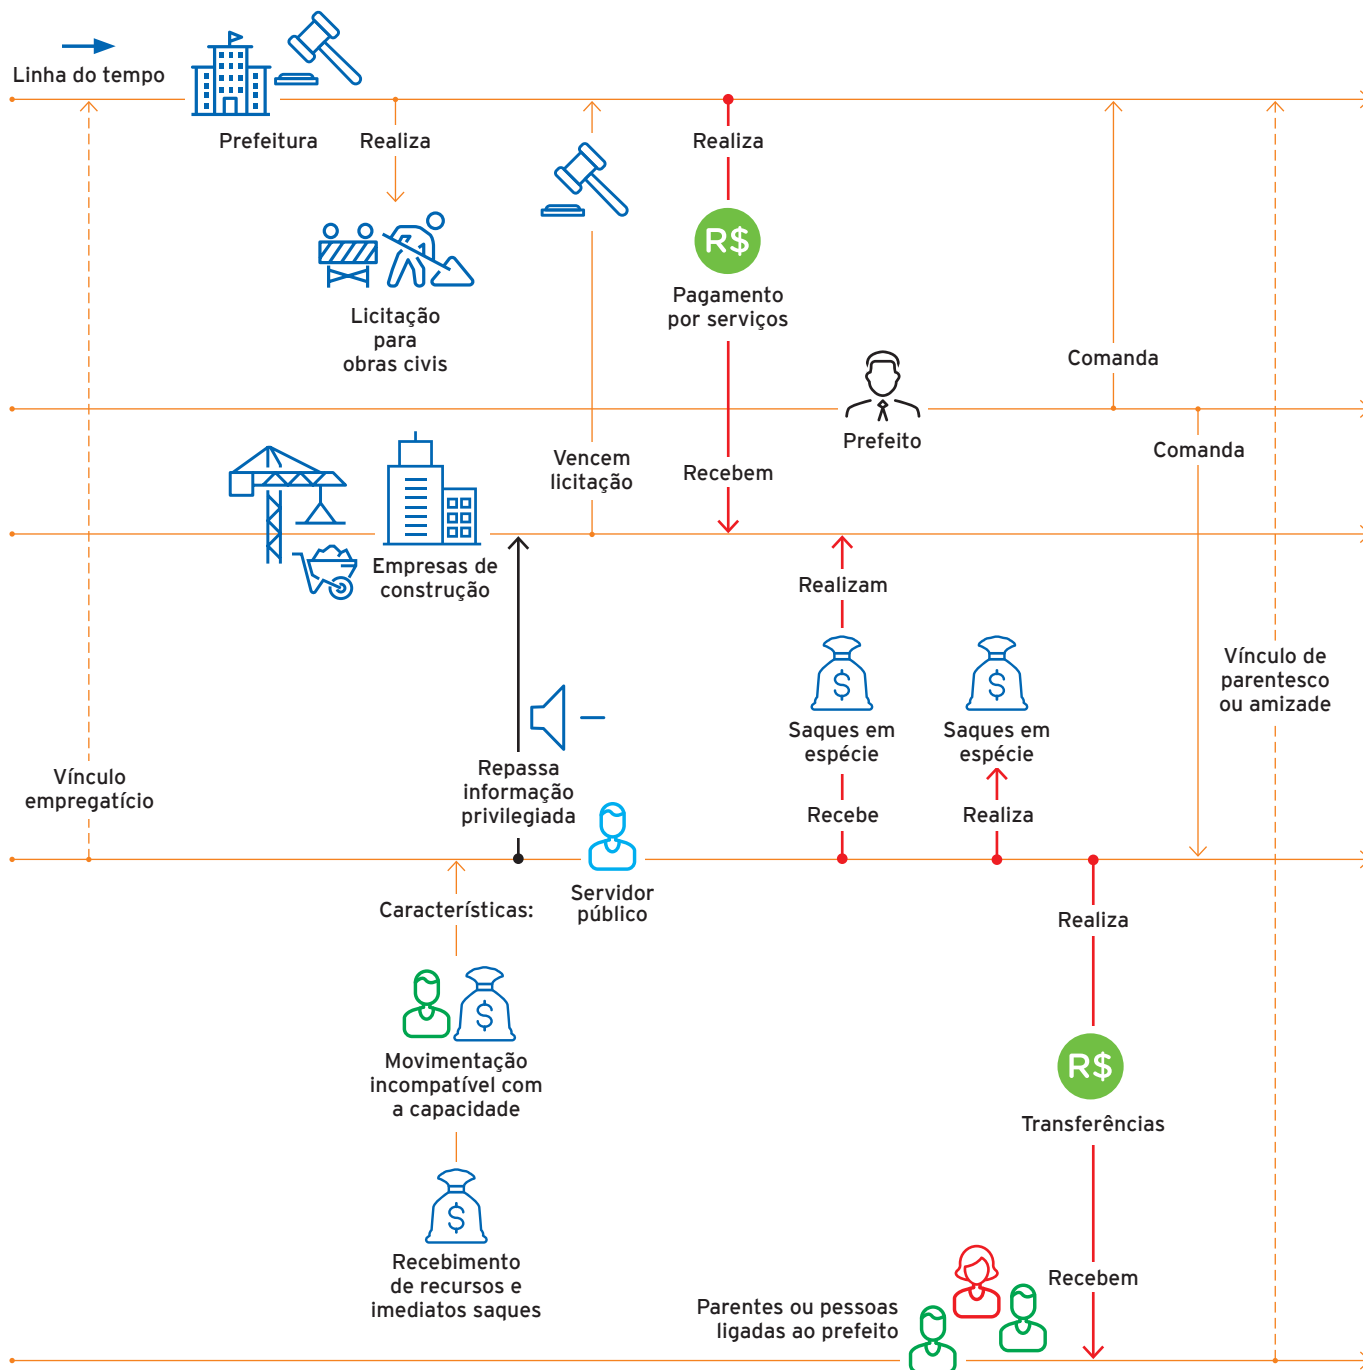 Linha do tempo
Prefeitura
Realiza
Realiza
R$
Licitação
para
obras civis
Pagamento
por serviços
Comanda
Prefeito
Comanda
Vencem
licitação
Recebem
Empresas de
construção
Realizam
$
$
Saques em
espécie
Saques em
espécie
Vínculo de
parentesco
ou amizade
Vínculo
empregatício
Repassa
informação
privilegiada
Recebe
Realiza
Servidor
público
Características:
Realiza
$
Movimentação
incompatível com
a capacidade
R$
Transferências
$
Recebimento
de recursos e
imediatos saques
Recebem
Parentes ou pessoas
ligadas ao prefeito